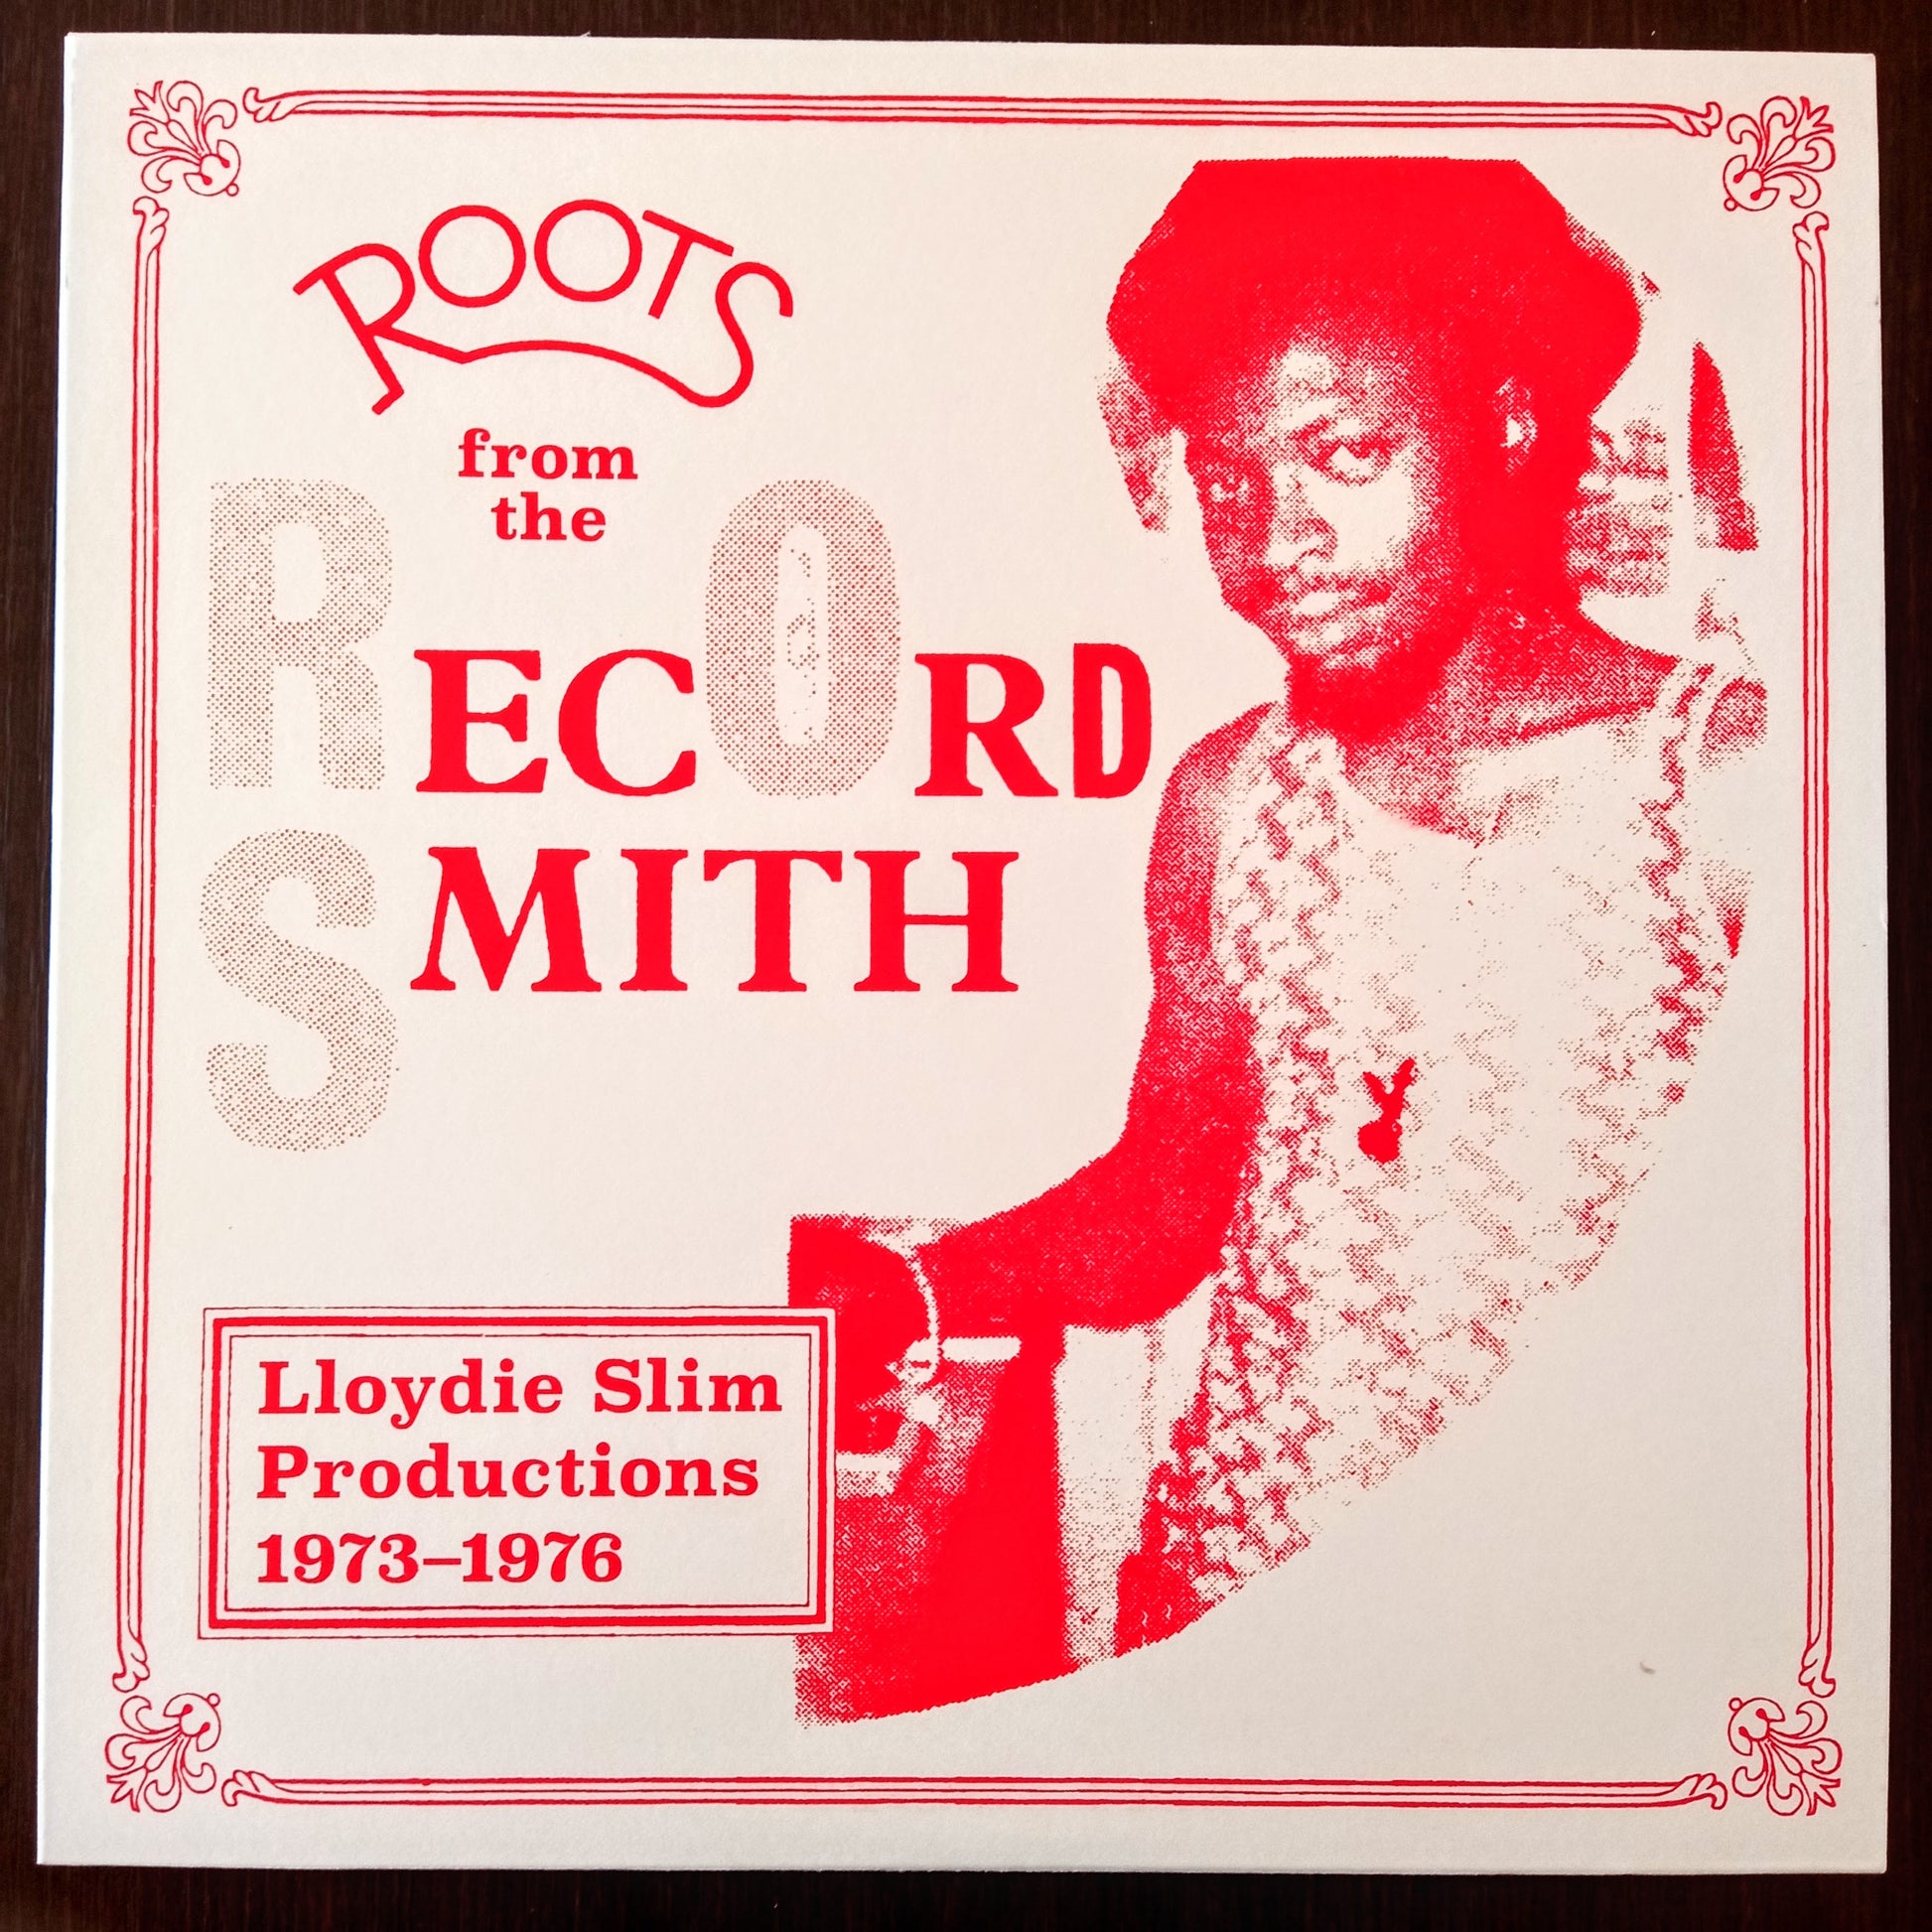 ROOTS
from
the
RECORD
SMITH
Lloydie Slim
Productions
1973–1976